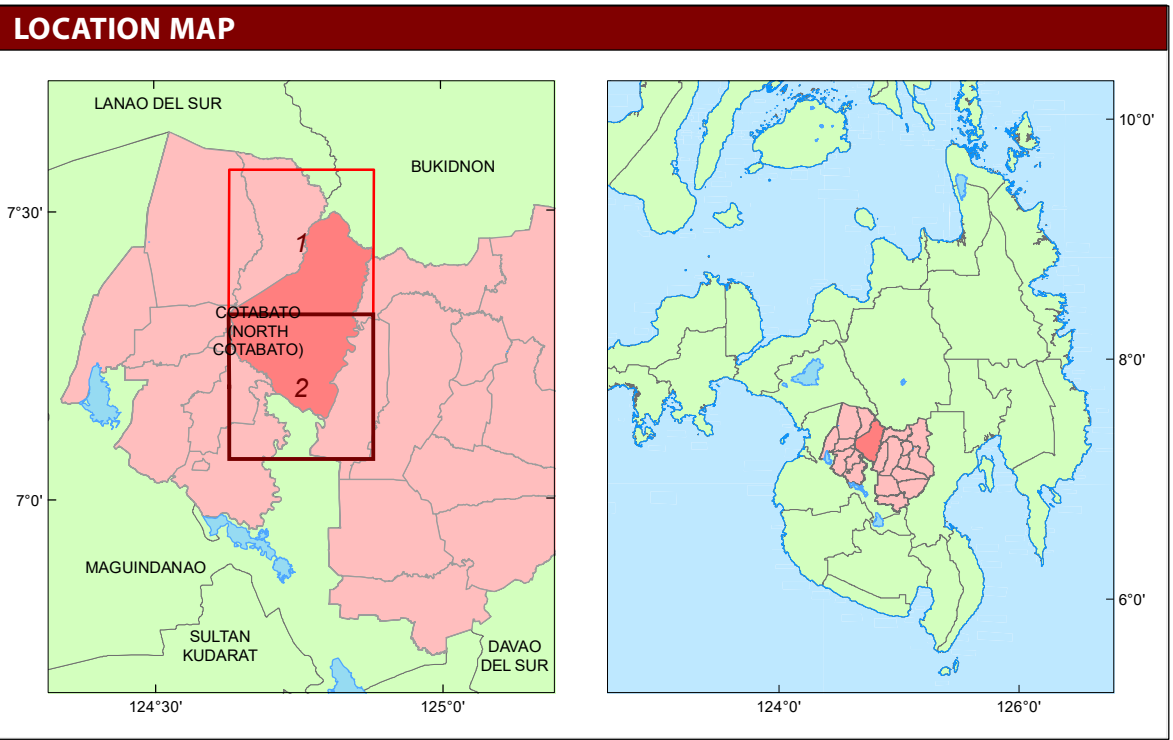 LOCATION MAP
LANAO DEL SUR
BUKIDNON
7°30'
1
COTABATO
(NORTH
COTABATO)
2
7°0'
MAGUINDANAO
SULTAN
KUDARAT
DAVAO
DEL SUR
124°30'
125°0'
10°0'
8°0'
6°0'
124°0'
126°0'